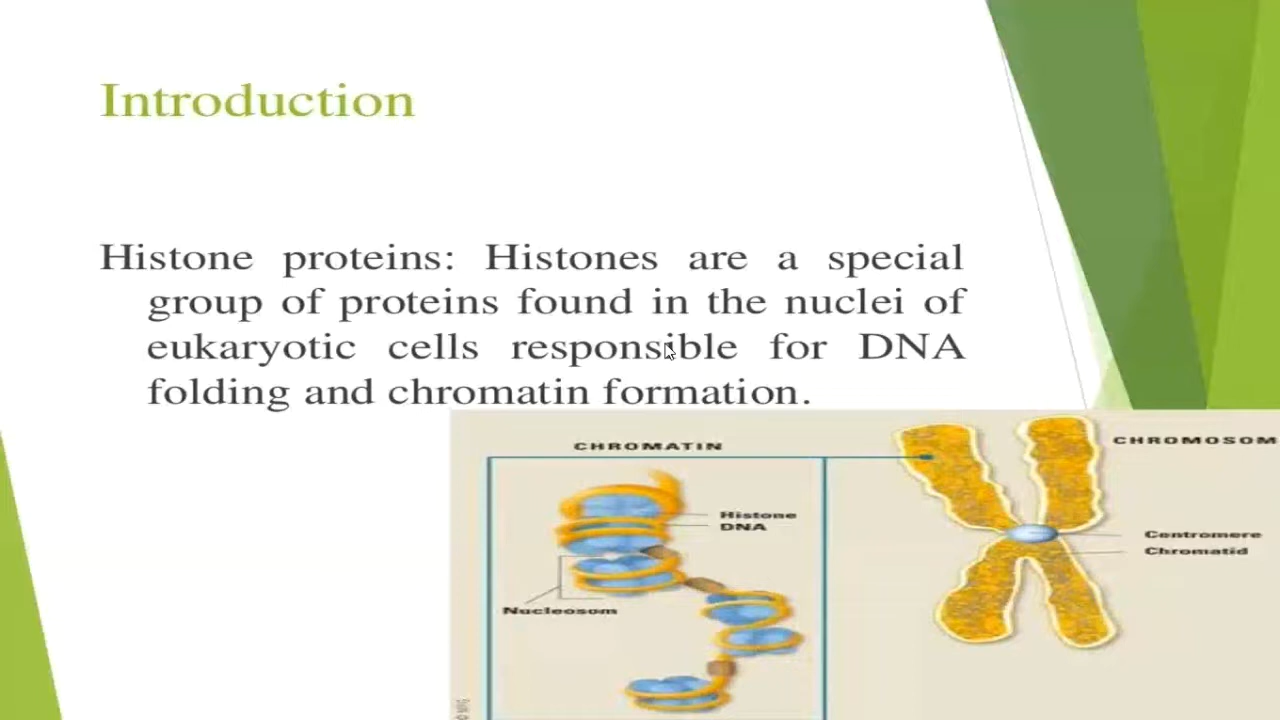 Introduction
Histone proteins: Histones are a special
group of proteins found in the nuclei of
eukaryotic cells responsible for DNA
folding and chromatin formation.
CHROMATIN
CHROMOSOM
Histone
DNA
Centromere
Chromatid
Nucleosom